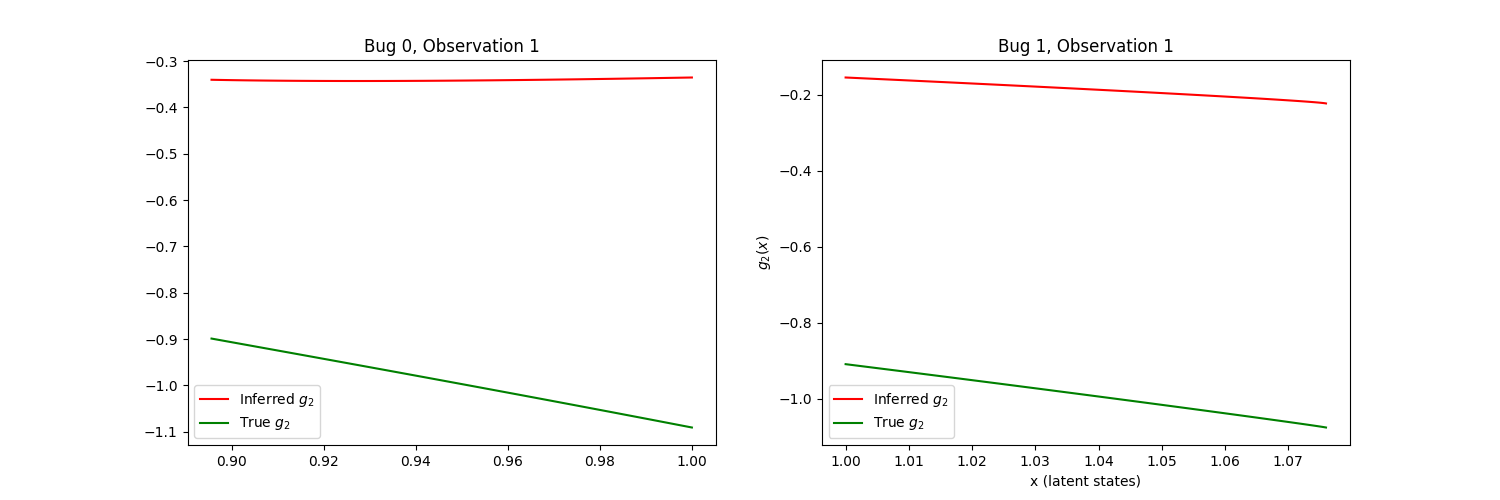 Bug 0, Observation 1
−0.3
−0.4
−0.5
−0.6
−0.7
−0.8
−0.9
−1.0
−1.1
Inferred g₂
True g₂
0.90 0.92 0.94 0.96 0.98 1.00
Bug 1, Observation 1
g₂(x)
−0.2
−0.4
−0.6
−0.8
−1.0
Inferred g₂
True g₂
1.00 1.01 1.02 1.03 1.04 1.05 1.06 1.07
x (latent states)